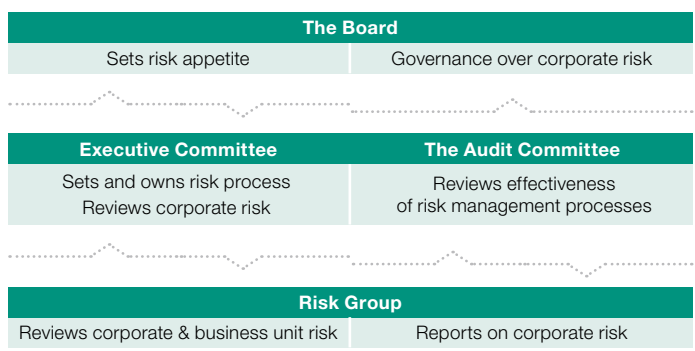 The Board
Sets risk appetite
Governance over corporate risk
Executive Committee
The Audit Committee
Sets and owns risk process
Reviews corporate risk
Reviews effectiveness
of risk management processes
Risk Group
Reviews corporate & business unit risk
Reports on corporate risk